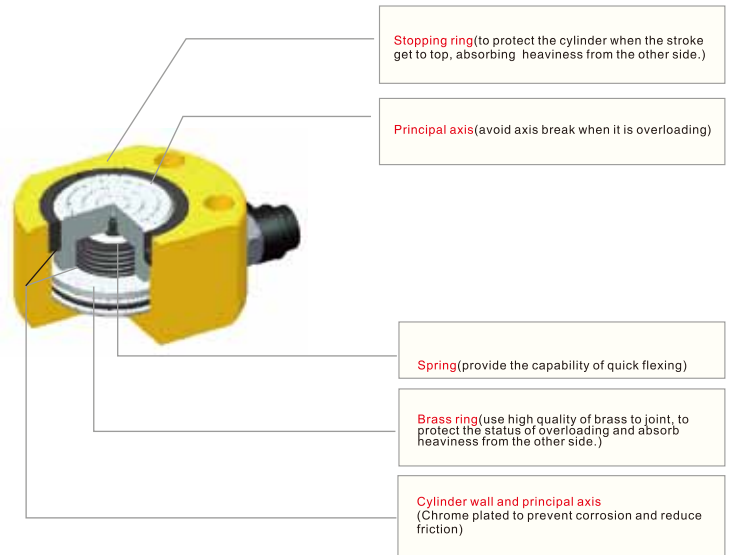 Stopping ring(to protect the cylinder when the stroke
get to top, absorbing heaviness from the other side.)
Principal axis(avoid axis break when it is overloading)
Spring(provide the capability of quick flexing)
Brass ring(use high quality of brass to joint, to
protect the status of overloading and absorb
heaviness from the other side.)
Cylinder wall and principal axis
(Chrome plated to prevent corrosion and reduce
friction)